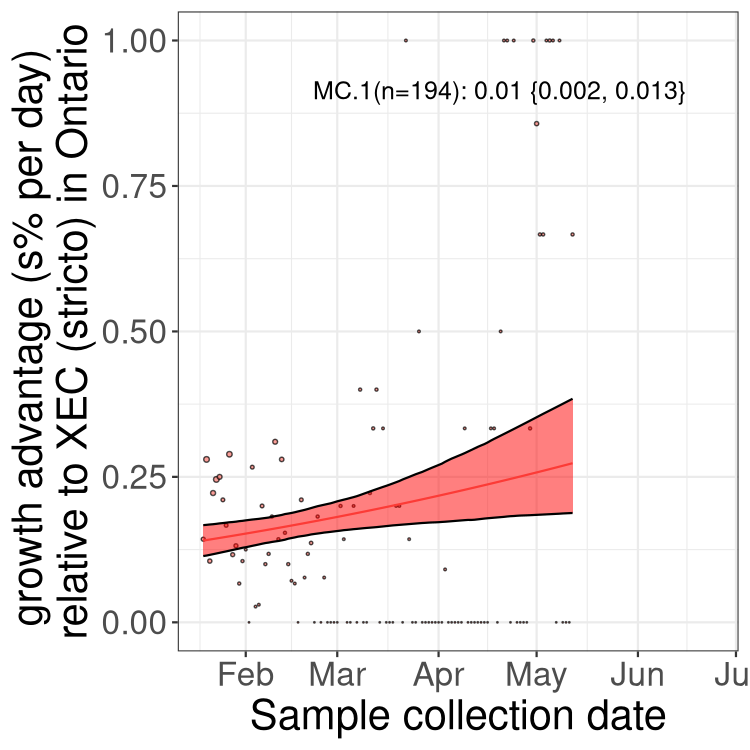 growth advantage (s% per day)
relative to XEC (stricto) in Ontario
1.00
0.75
0.50
0.25
0.00
MC.1(n=194): 0.01 {0.002, 0.013}
Feb Mar Apr May Jun Ju
Sample collection date